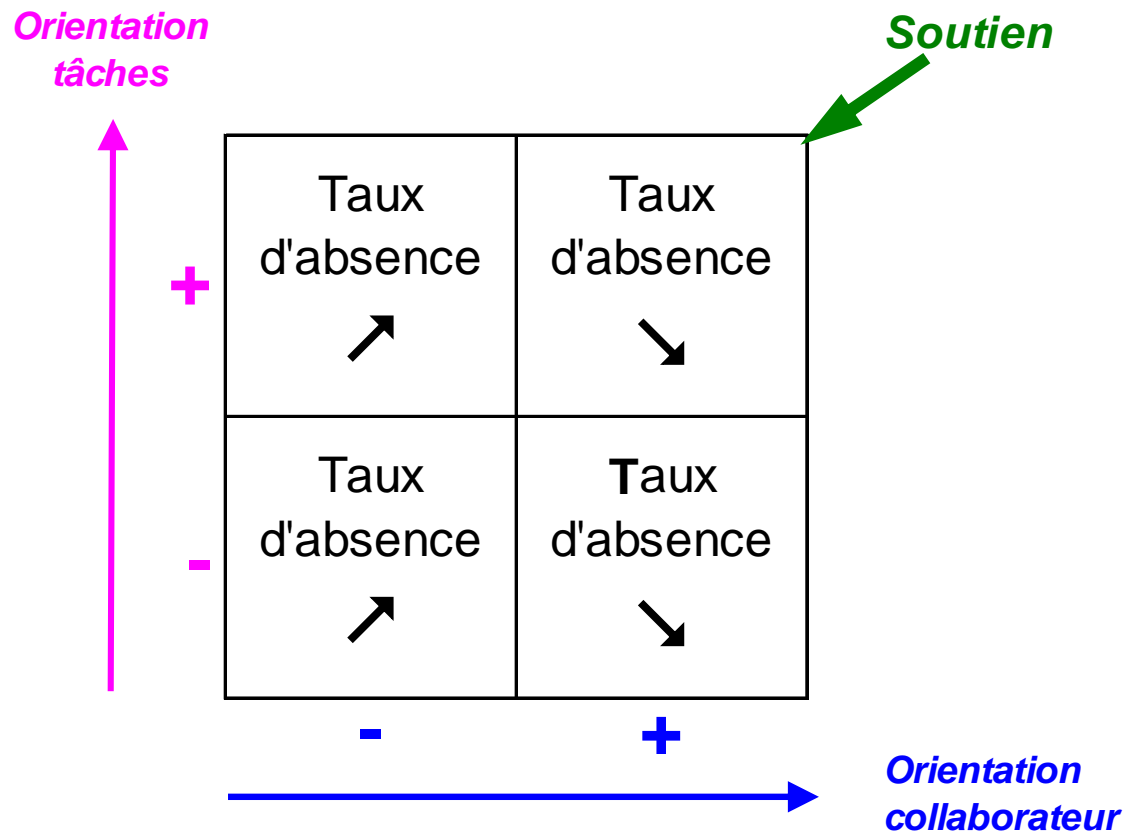 Orientation
tâches
Soutien
Taux
d'absence
↗
Taux
d'absence
↘
+
Taux
d'absence
↗
Taux
d'absence
↘
-
-
+
Orientation
collaborateur